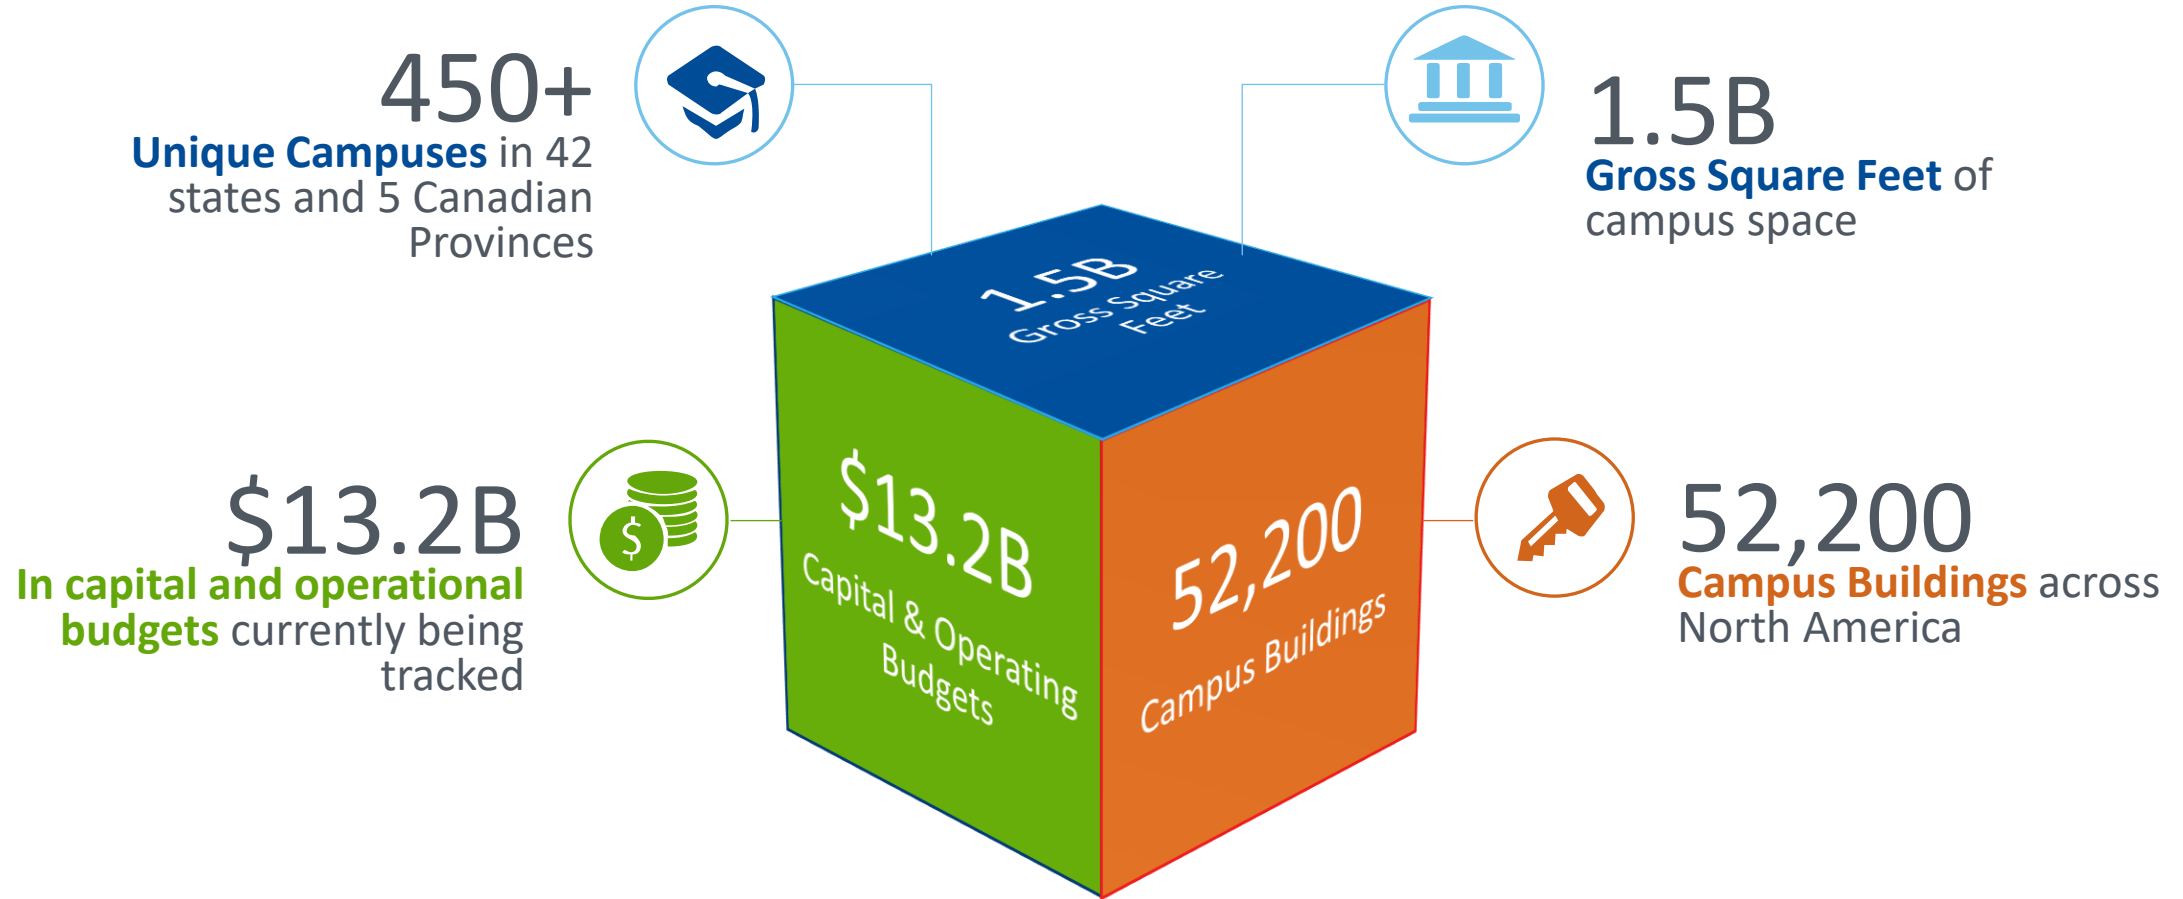 450+
Unique Campuses in 42
states and 5 Canadian
Provinces
1.5B
Gross Square Feet of
campus space
1.5B
Gross Square
Feet
$13.2B
In capital and operational
budgets currently being
tracked
$
$13.2B
Capital & Operating
Budgets
52,200
Campus Buildings
52,200
Campus Buildings across
North America